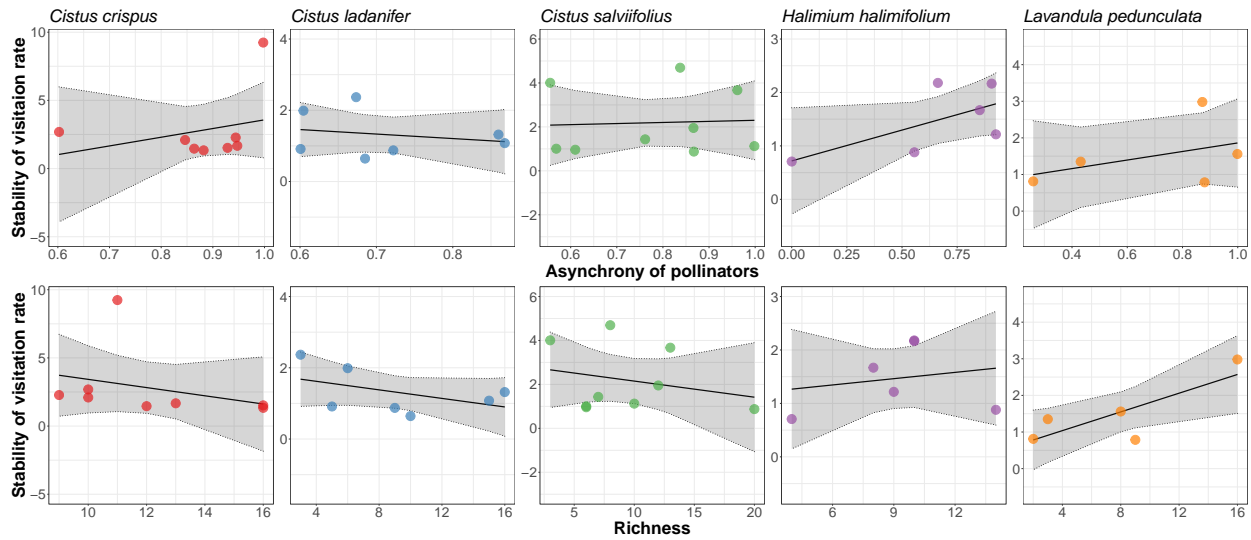 Cistus crispus Cistus ladanifer Cistus salviifolius Halimium halimifolium Lavandula pedunculata
Stability of visitaion rate
10
5
0
−5
0.6 0.7 0.8 0.9 1.0
4
2
0
0.6 0.7 0.8
6
4
2
0
−2
0.6 0.7 0.8 0.9 1.0
3
2
1
0
0.00 0.25 0.50 0.75
4
3
2
1
0
0.4 0.6 0.8 1.0
Asynchrony of pollinators
Stability of visitation rate
10
5
0
−5
10 12 14 16
4
2
0
4 8 12 16
6
4
2
0
−2
5 10 15 20
3
2
1
0
6 9 12
4
3
2
1
0
4 8 12 16
Richness